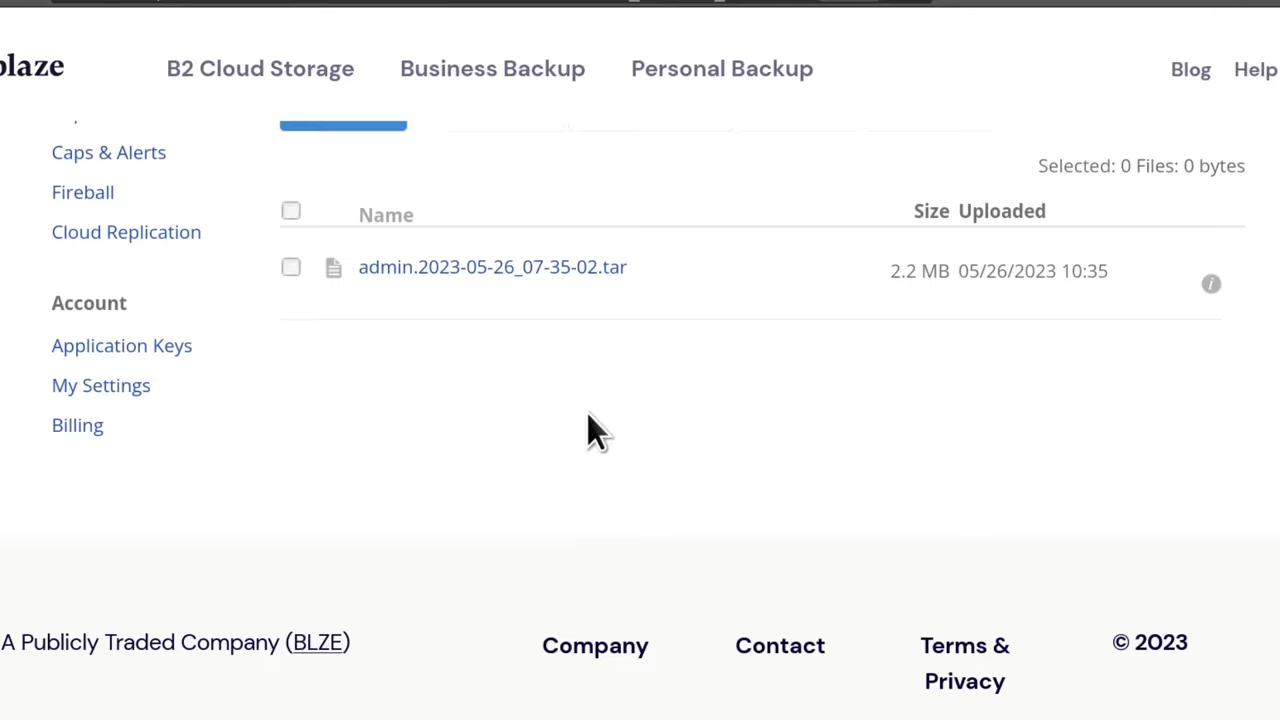 B2 Cloud Storage Business Backup Personal Backup Blog Help
Caps & Alerts
Fireball
Cloud Replication
Account
Application Keys
My Settings
Billing
Selected: 0 Files: 0 bytes
Name Size Uploaded
admin.2023-05-26_07-35-02.tar 2.2 MB 05/26/2023 10:35
A Publicly Traded Company (BLZE)
Company
Contact
Terms &
Privacy
© 2023